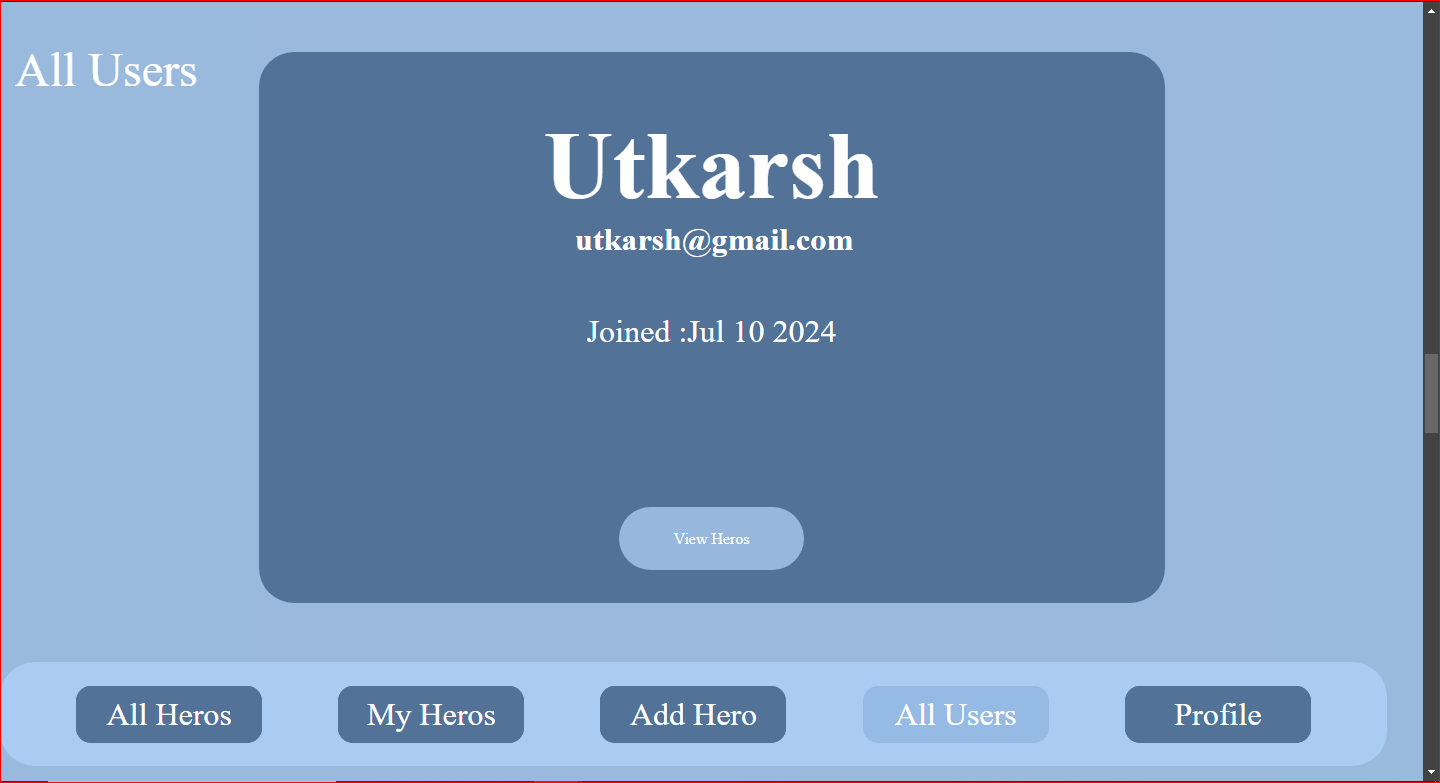 All Users
Utkarsh
utkarsh@gmail.com
Joined :Jul 10 2024
View Heros
All Heros
My Heros
Add Hero
All Users
Profile